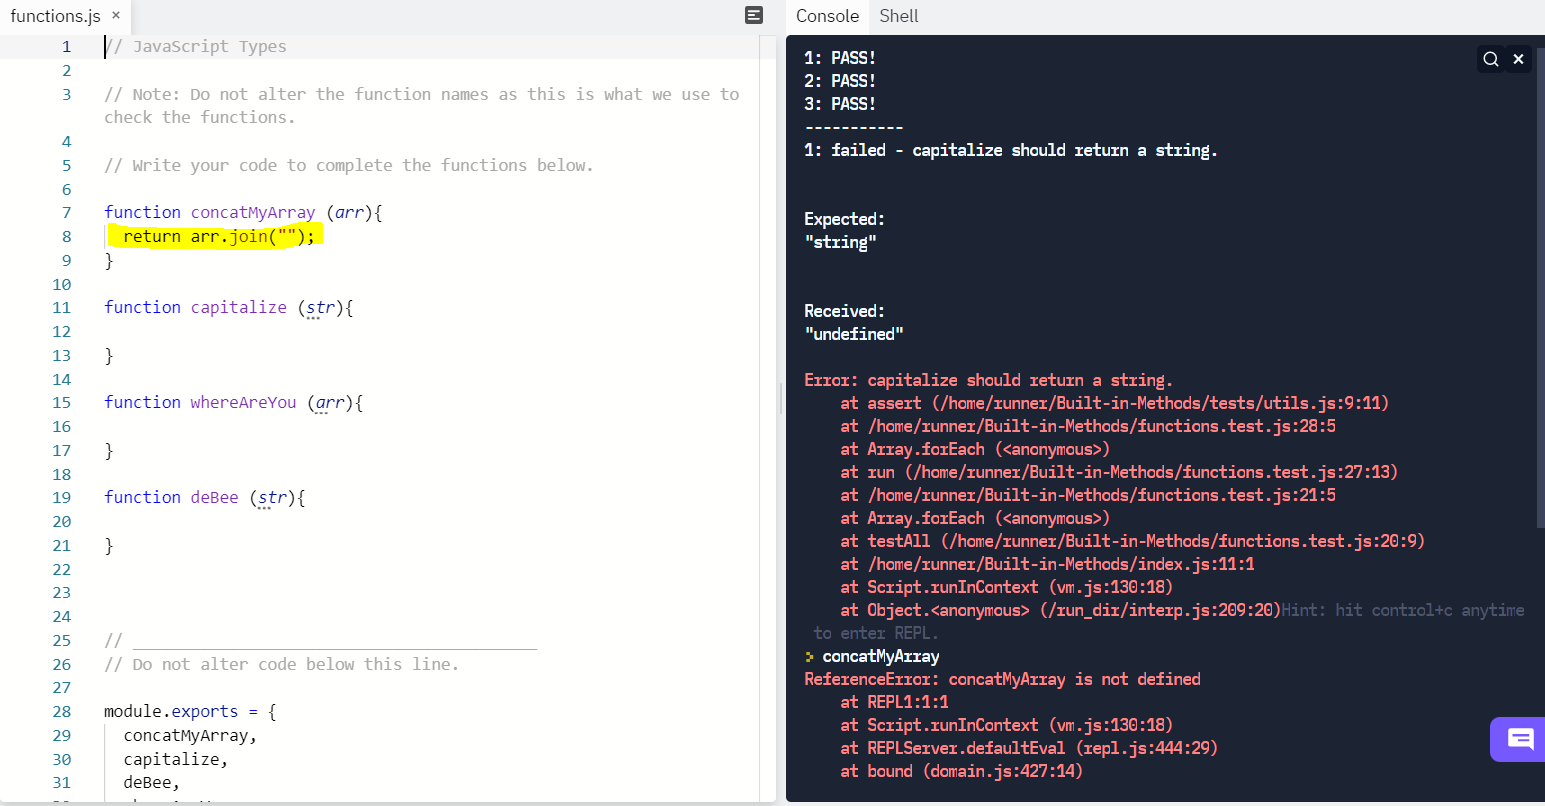 functions.js ×
1 // JavaScript Types
2
3 // Note: Do not alter the function names as this is what we use to
check the functions.
4
5 // Write your code to complete the functions below.
6
7 function concatMyArray (arr){
8 return arr.join("");
9 }
10
11 function capitalize (str){
12
13 }
14
15 function whereAreYou (arr){
16
17 }
18
19 function deBee (str){
20
21 }
22
23
24
25 // __________________________________________
26 // Do not alter code below this line.
27
28 module.exports = {
29 concatMyArray,
30 capitalize,
31 deBee,
Console Shell
1: PASS!
2: PASS!
3: PASS!
-----------
1: failed - capitalize should return a string.
Expected:
"string"
Received:
"undefined"
Error: capitalize should return a string.
at assert (/home/runner/Built-in-Methods/tests/utils.js:9:11)
at /home/runner/Built-in-Methods/functions.test.js:28:5
at Array.forEach (<anonymous>)
at run (/home/runner/Built-in-Methods/functions.test.js:27:13)
at /home/runner/Built-in-Methods/functions.test.js:21:5
at Array.forEach (<anonymous>)
at testAll (/home/runner/Built-in-Methods/functions.test.js:20:9)
at /home/runner/Built-in-Methods/index.js:11:1
at Script.runInContext (vm.js:130:18)
at Object.<anonymous> (/run_dir/interp.js:209:20)Hint: hit control+c anytime
to enter REPL.
> concatMyArray
ReferenceError: concatMyArray is not defined
at REPL1:1:1
at Script.runInContext (vm.js:130:18)
at REPLServer.defaultEval (repl.js:444:29)
at bound (domain.js:427:14)